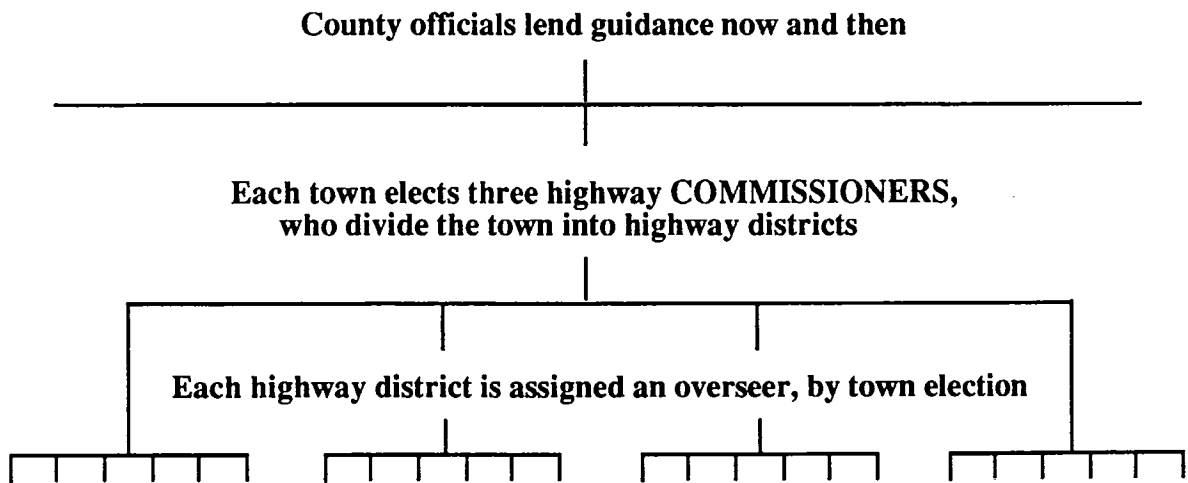 County officials lend guidance now and then
Each town elects three highway COMMISSIONERS,
who divide the town into highway districts
Each highway district is assigned an overseer, by town election